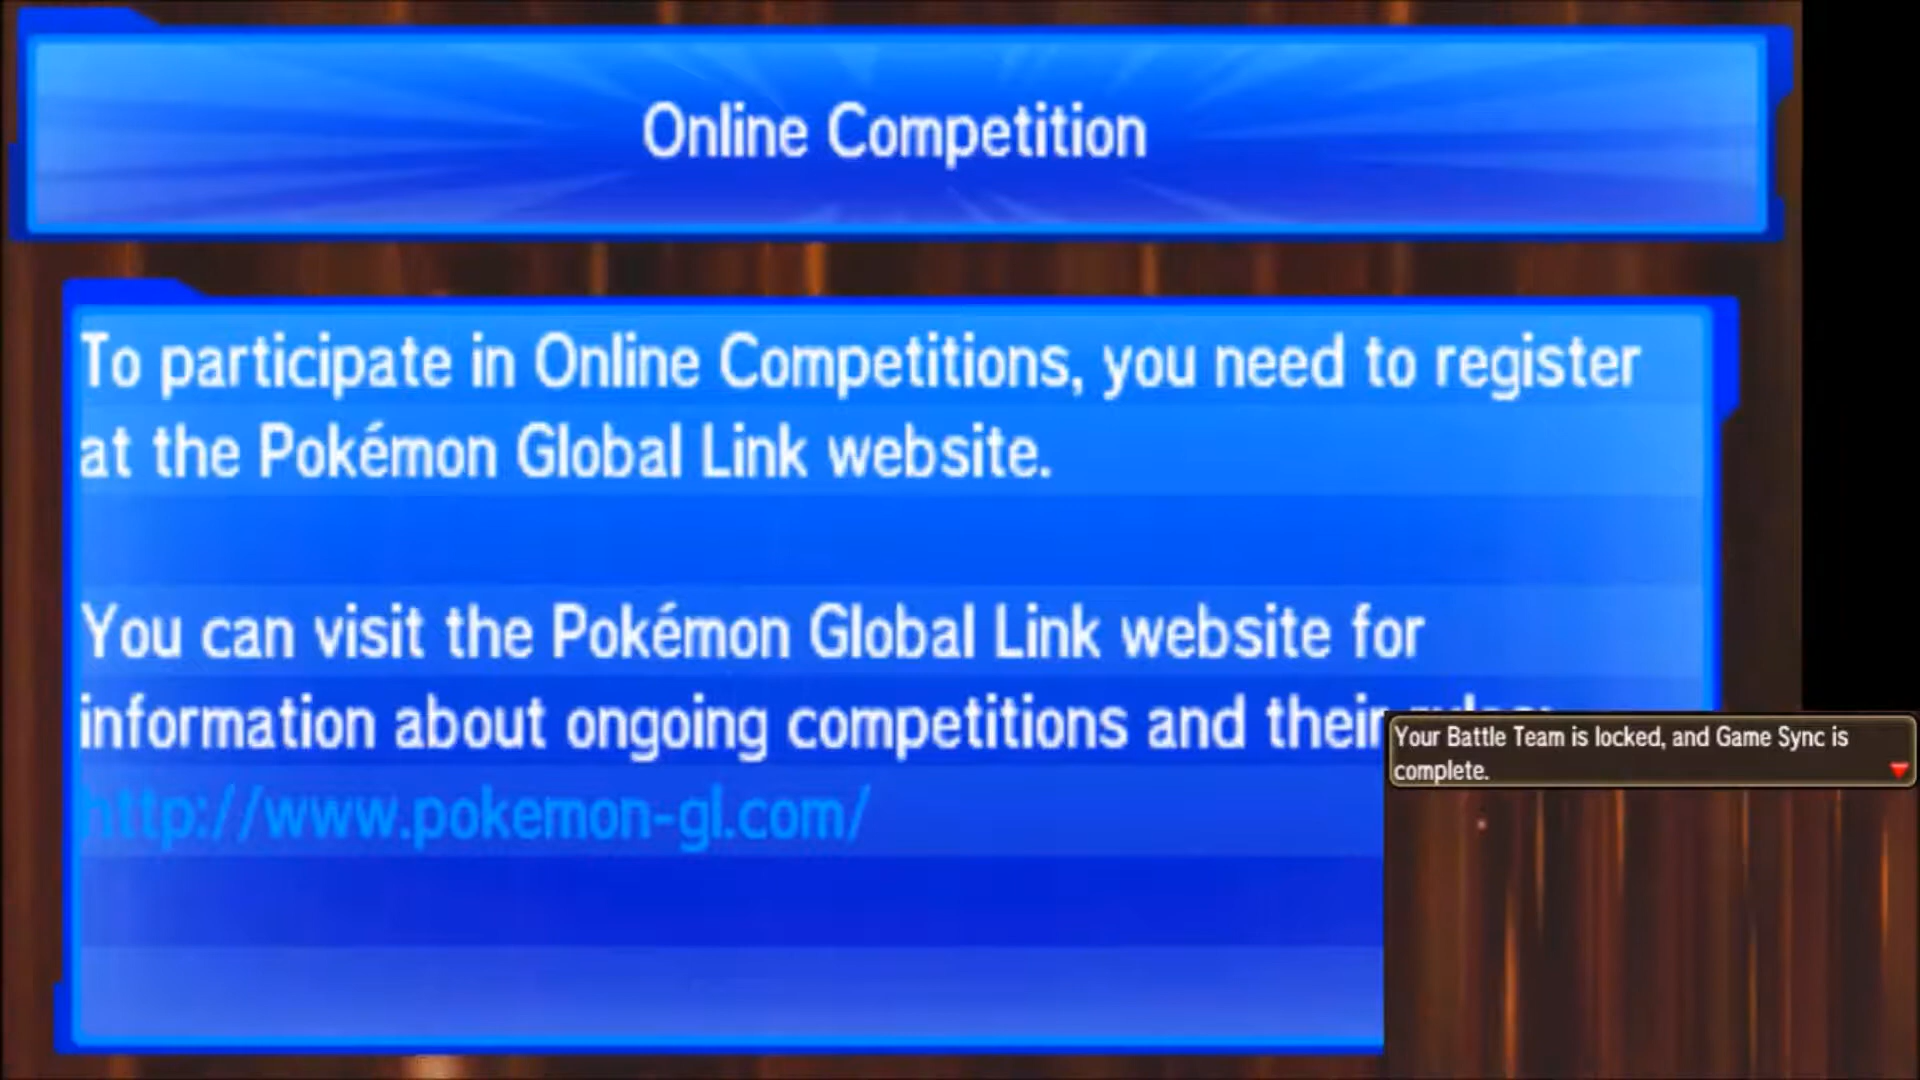 Online Competition
To participate in Online Competitions, you need to register
at the Pokémon Global Link website.
You can visit the Pokémon Global Link website for
information about ongoing competitions and their
http://www.pokemon-gl.com/
Your Battle Team is locked, and Game Sync is
complete.